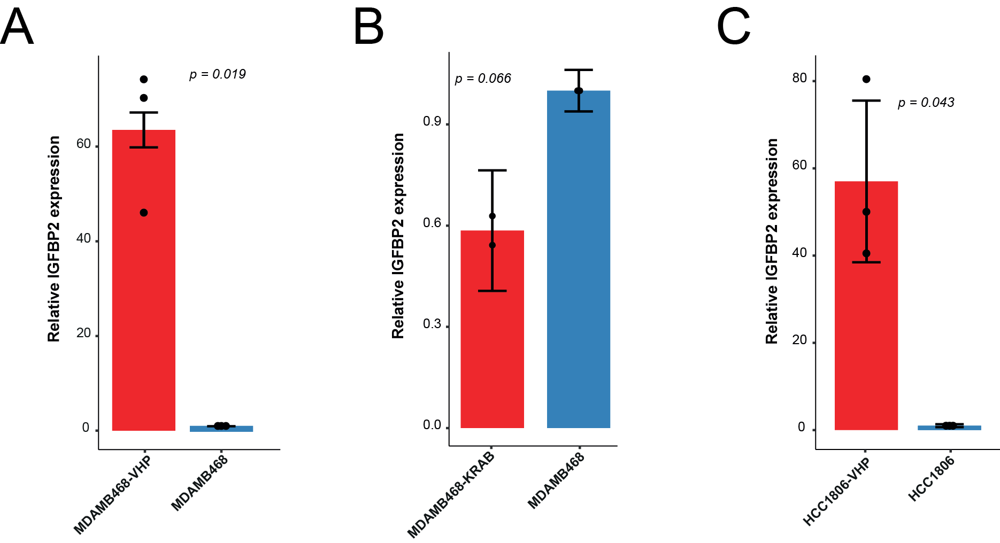 A
B
C
p = 0.019
60
40
20
0
Relative IGFBP2 expression
MDAMB468-VHP
MDAMB468
p = 0.066
0.9
0.6
0.3
0.0
Relative IGFBP2 expression
MDAMB468-KRAB
MDAMB468
p = 0.043
80
60
40
20
0
Relative IGFBP2 expression
HCC1806-VHP
HCC1806